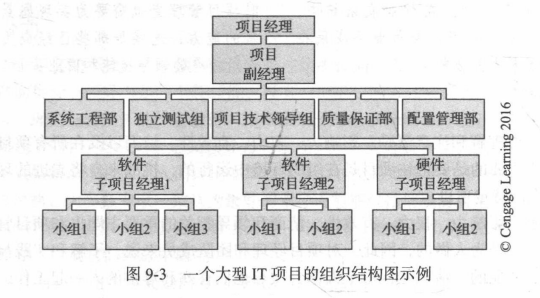 项目经理
项目
副经理
系统工程部 独立测试组 项目技术领导组 质量保证部 配置管理部
软件
子项目经理1
软件
子项目经理2
硬件
子项目经理
小组1 小组2 小组3 小组1 小组2 小组1 小组2
© Cengage Learning 2016
图 9-3 一个大型 IT 项目的组织结构图示例